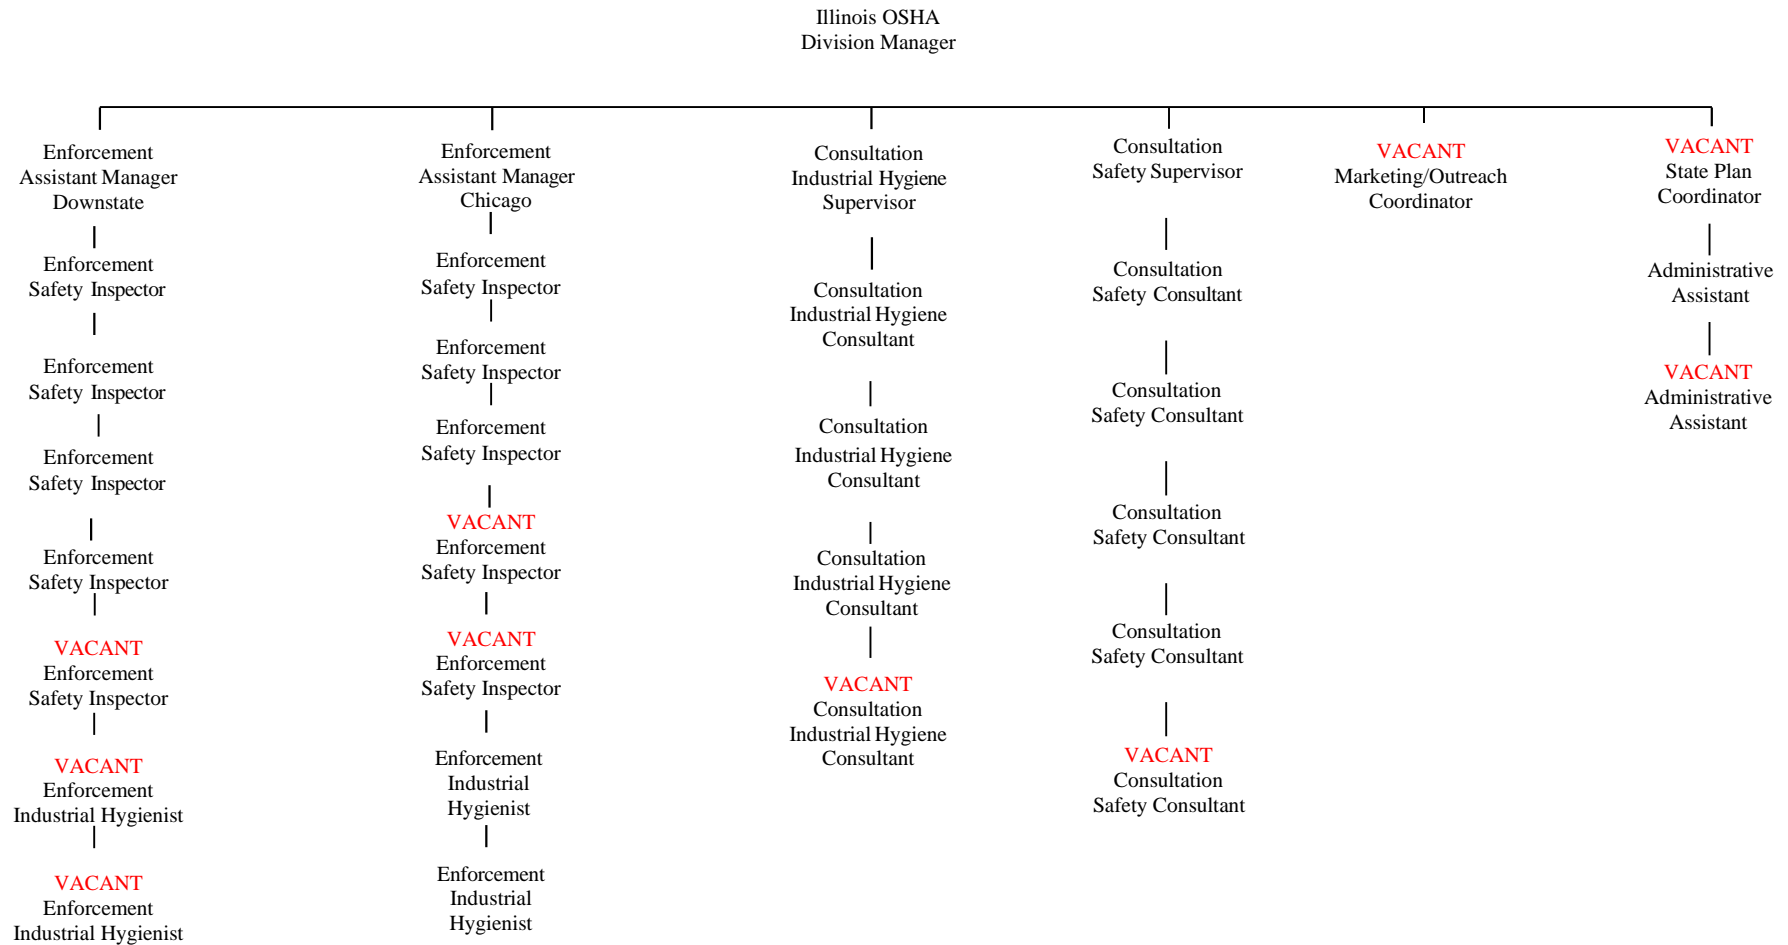 Illinois OSHA
Division Manager
Enforcement
Assistant Manager
Downstate
Enforcement
Safety Inspector
Enforcement
Safety Inspector
Enforcement
Safety Inspector
Enforcement
Safety Inspector
VACANT
Enforcement
Safety Inspector
VACANT
Enforcement
Industrial Hygienist
VACANT
Enforcement
Industrial Hygienist
Enforcement
Assistant Manager
Chicago
Enforcement
Safety Inspector
Enforcement
Safety Inspector
Enforcement
Safety Inspector
VACANT
Enforcement
Safety Inspector
VACANT
Enforcement
Safety Inspector
Enforcement
Industrial
Hygienist
Enforcement
Industrial
Hygienist
Consultation
Industrial Hygiene
Supervisor
Consultation
Industrial Hygiene
Consultant
Consultation
Industrial Hygiene
Consultant
Consultation
Industrial Hygiene
Consultant
VACANT
Consultation
Industrial Hygiene
Consultant
Consultation
Safety Supervisor
Consultation
Safety Consultant
Consultation
Safety Consultant
Consultation
Safety Consultant
Consultation
Safety Consultant
VACANT
Consultation
Safety Consultant
VACANT
Marketing/Outreach
Coordinator
VACANT
State Plan
Coordinator
Administrative
Assistant
VACANT
Administrative
Assistant